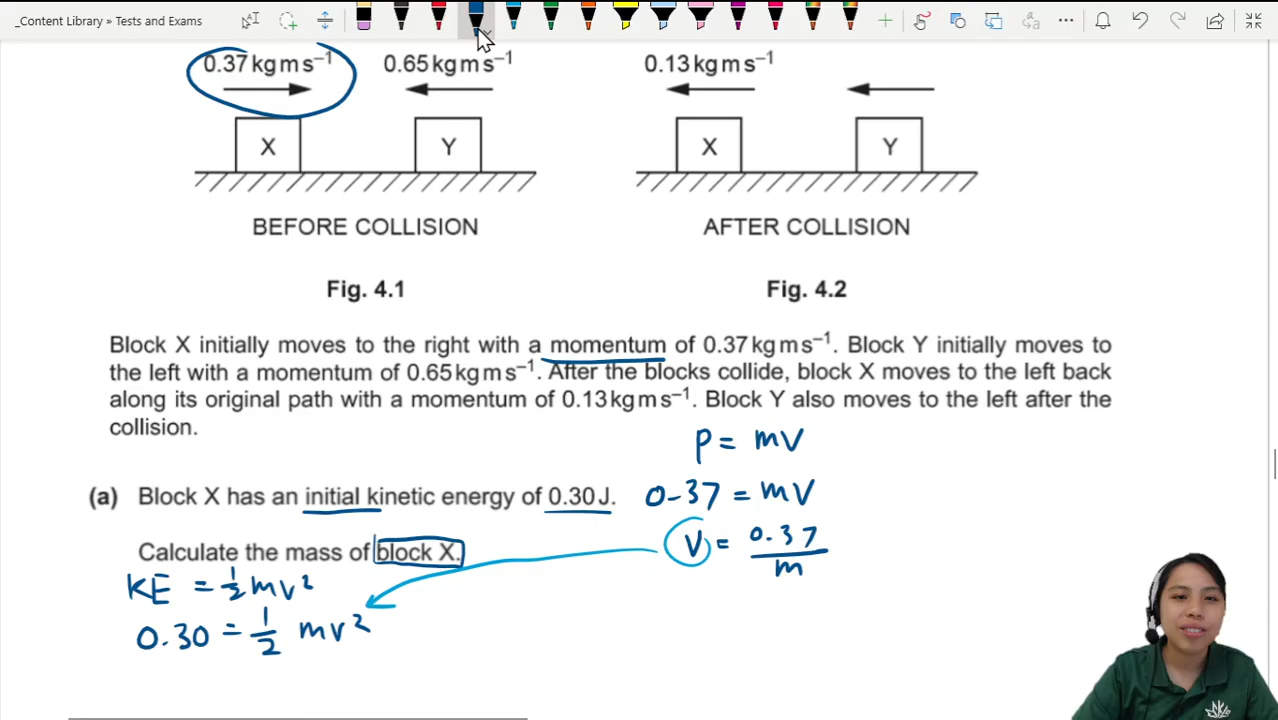 _Content Library » Tests and Exams
0.37 kg m s⁻¹ 0.65 kg m s⁻¹ 0.13 kg m s⁻¹
X Y X Y
BEFORE COLLISION AFTER COLLISION
Fig. 4.1 Fig. 4.2
Block X initially moves to the right with a momentum of 0.37 kg m s⁻¹. Block Y initially moves to
the left with a momentum of 0.65 kg m s⁻¹. After the blocks collide, block X moves to the left back
along its original path with a momentum of 0.13 kg m s⁻¹. Block Y also moves to the left after the
collision.
P = mV
(a) Block X has an initial kinetic energy of 0.30 J.
0.37 = mV
Calculate the mass of block X.
V = 0.37/m
KE = 1/2 mv²
0.30 = 1/2 mv²